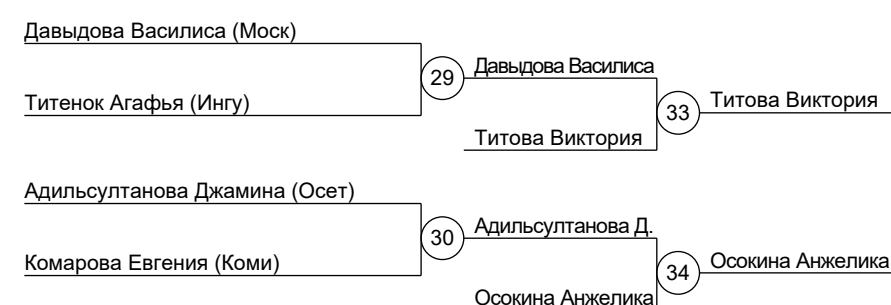 Давыдова Василиса (Моск)
29
Давыдова Василиса
Титенок Агафья (Ингу)
33
Титова Виктория
Титова Виктория
Адильсултанова Джамина (Осет)
30
Адильсултанова Д.
Комарова Евгения (Коми)
34
Осокина Анжелика
Осокина Анжелика